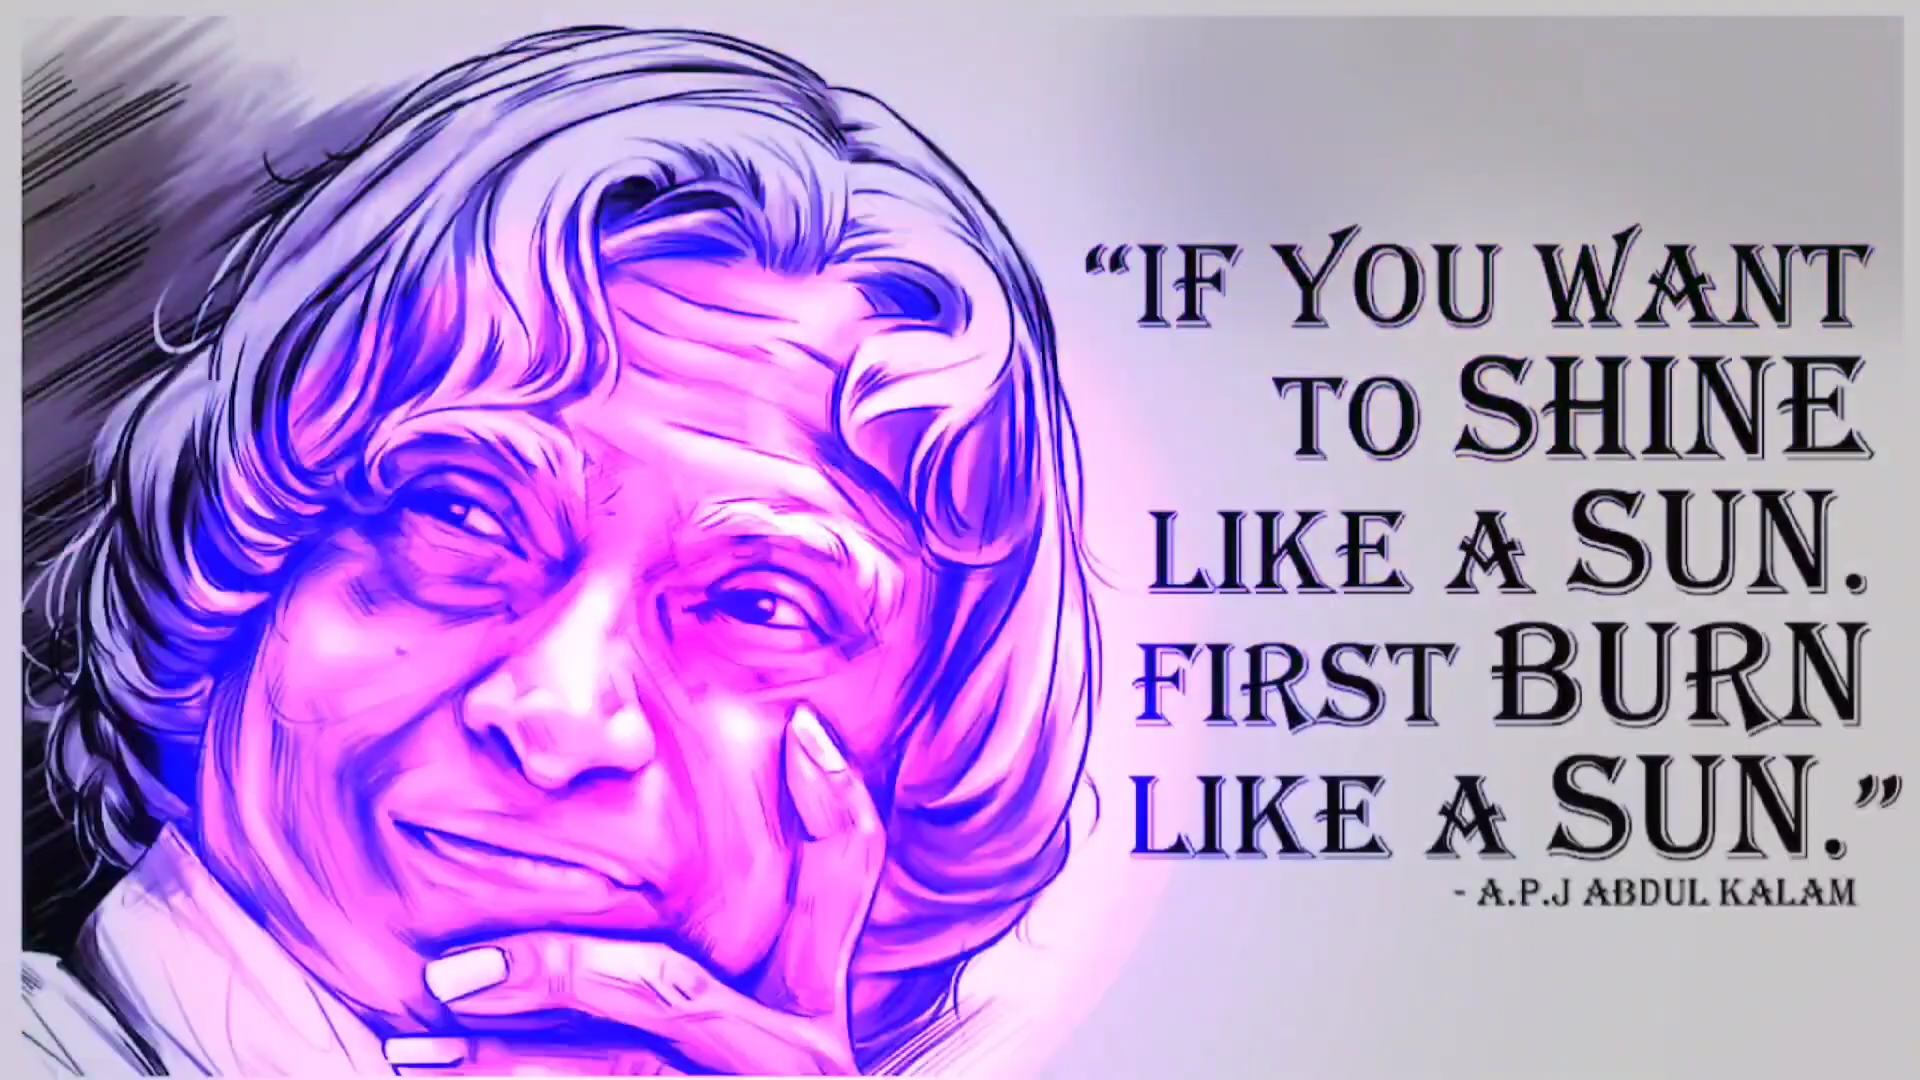 “IF YOU WANT
TO SHINE
LIKE A SUN.
FIRST BURN
LIKE A SUN.”
- A.P.J ABDUL KALAM